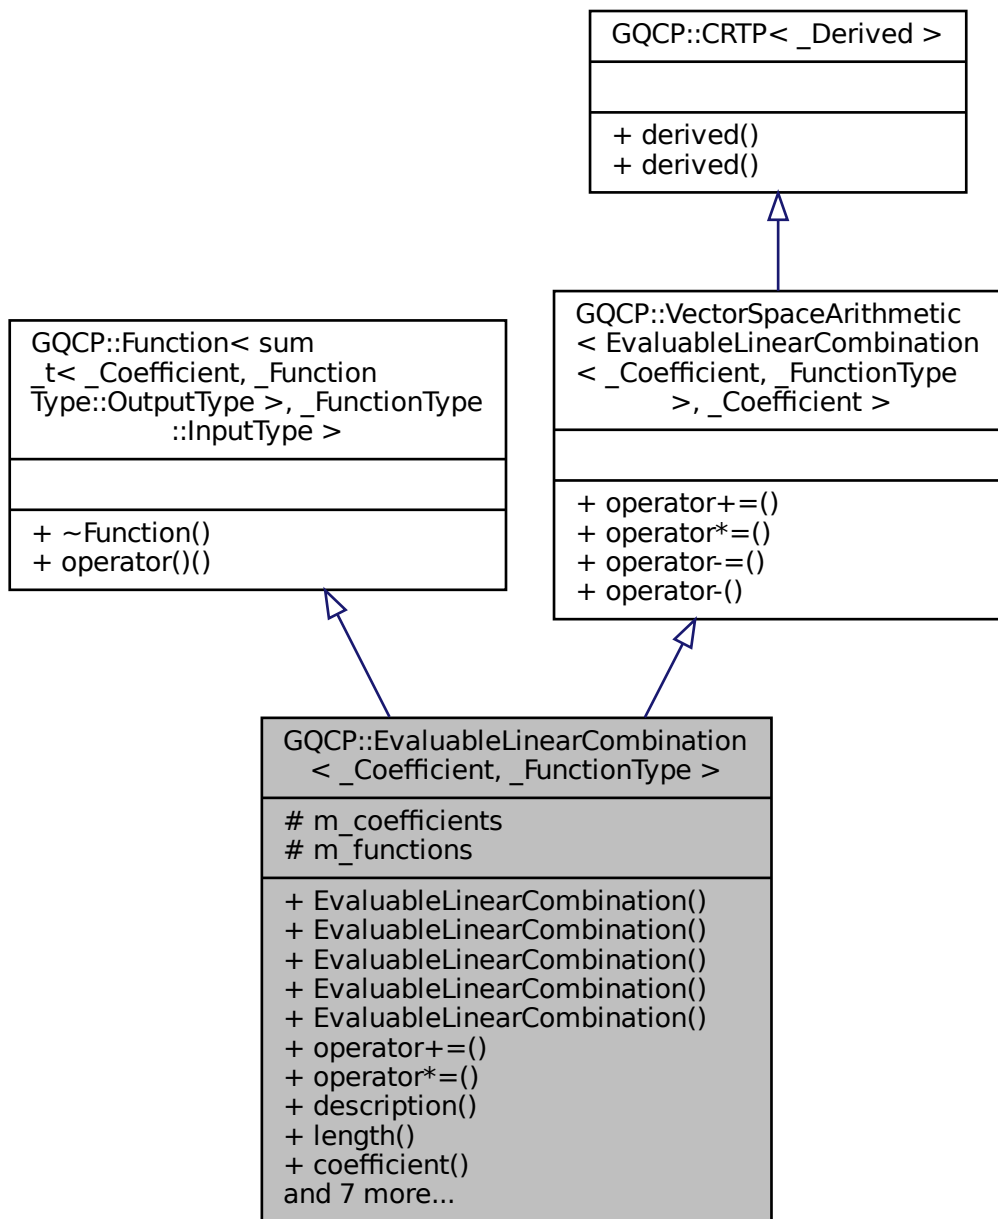 GQCP::CRTP< _Derived >
+ derived()
+ derived()
GQCP::Function< sum
_t< _Coefficient, _Function
Type::OutputType >, _FunctionType
::InputType >
+ ~Function()
+ operator()()
GQCP::VectorSpaceArithmetic
< EvaluableLinearCombination
< _Coefficient, _FunctionType
>, _Coefficient >
+ operator+=()
+ operator*=()
+ operator-=()
+ operator-()
GQCP::EvaluableLinearCombination
< _Coefficient, _FunctionType >
# m_coefficients
# m_functions
+ EvaluableLinearCombination()
+ EvaluableLinearCombination()
+ EvaluableLinearCombination()
+ EvaluableLinearCombination()
+ EvaluableLinearCombination()
+ operator+=()
+ operator*=()
+ description()
+ length()
+ coefficient()
and 7 more...